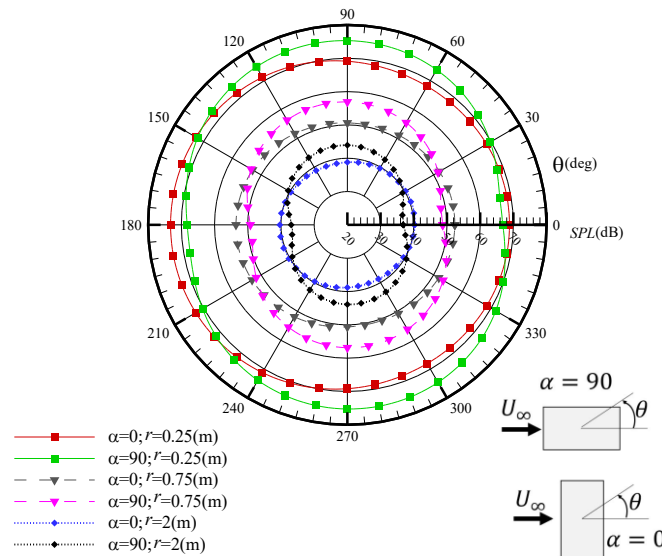 90
120
60
150
30
θ(deg)
180
0
20
30
40
50
60
70
SPL(dB)
210
330
240
300
270
α=0;r=0.25(m)
α=90;r=0.25(m)
α=0;r=0.75(m)
α=90;r=0.75(m)
α=0;r=2(m)
α=90;r=2(m)
α = 90
U∞
θ
U∞
θ
α = 0